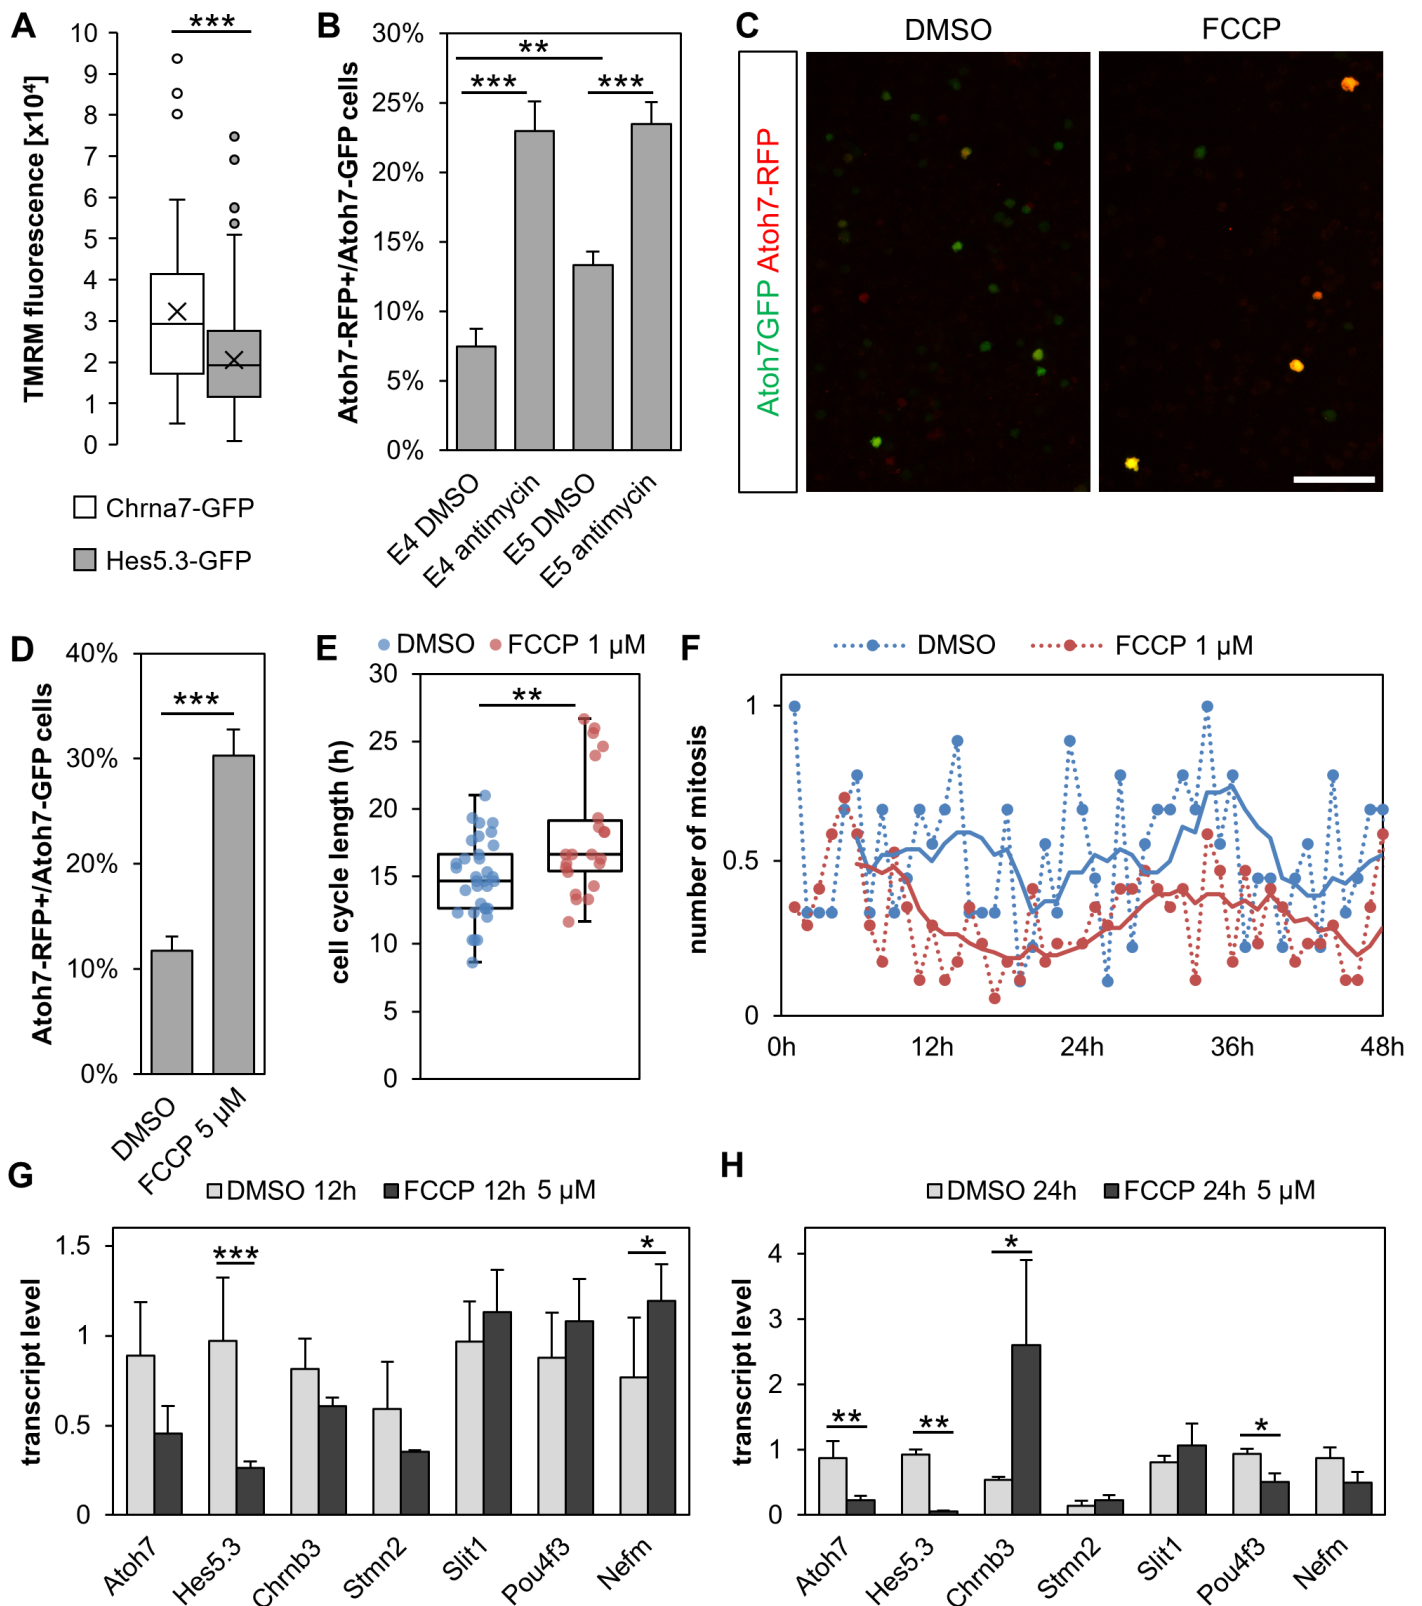 A
***
TMRM fluorescence [x10⁴]
10
9
8
7
6
5
4
3
2
1
0
Chrna7-GFP
Hes5.3-GFP
B
Atoh7-RFP+/Atoh7-GFP cells
30%
25%
20%
15%
10%
5%
0%
**
***
***
E4 DMSO
E4 antimycin
E5 DMSO
E5 antimycin
C
DMSO
FCCP
Atoh7GFP Atoh7-RFP
D
Atoh7-RFP+/Atoh7-GFP cells
40%
30%
20%
10%
0%
***
DMSO
FCCP 5 µM
E
DMSO
FCCP 1 µM
cell cycle length (h)
30
25
20
15
10
5
0
**
F
DMSO
FCCP 1 µM
number of mitosis
1
0.5
0
0h
12h
24h
36h
48h
G
DMSO 12h
FCCP 12h 5 µM
transcript level
1.5
1
0.5
0
***
*
Atoh7
Hes5.3
Chrnb3
Stmn2
Slit1
Pou4f3
Nefm
H
DMSO 24h
FCCP 24h 5 µM
transcript level
4
3
2
1
0
**
**
*
*
Atoh7
Hes5.3
Chrnb3
Stmn2
Slit1
Pou4f3
Nefm